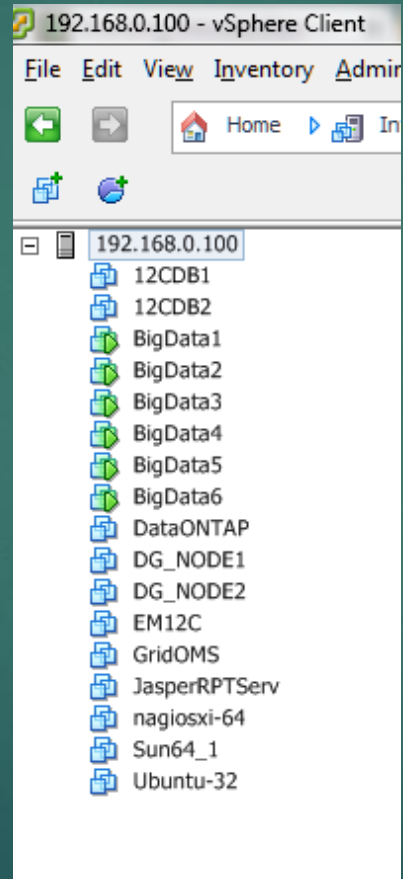 192.168.0.100 - vSphere Client
File Edit View Inventory Admin
Home In
192.168.0.100
12CDB1
12CDB2
BigData1
BigData2
BigData3
BigData4
BigData5
BigData6
DataONTAP
DG_NODE1
DG_NODE2
EM12C
GridOMS
JasperRPTServ
nagiosxi-64
Sun64_1
Ubuntu-32